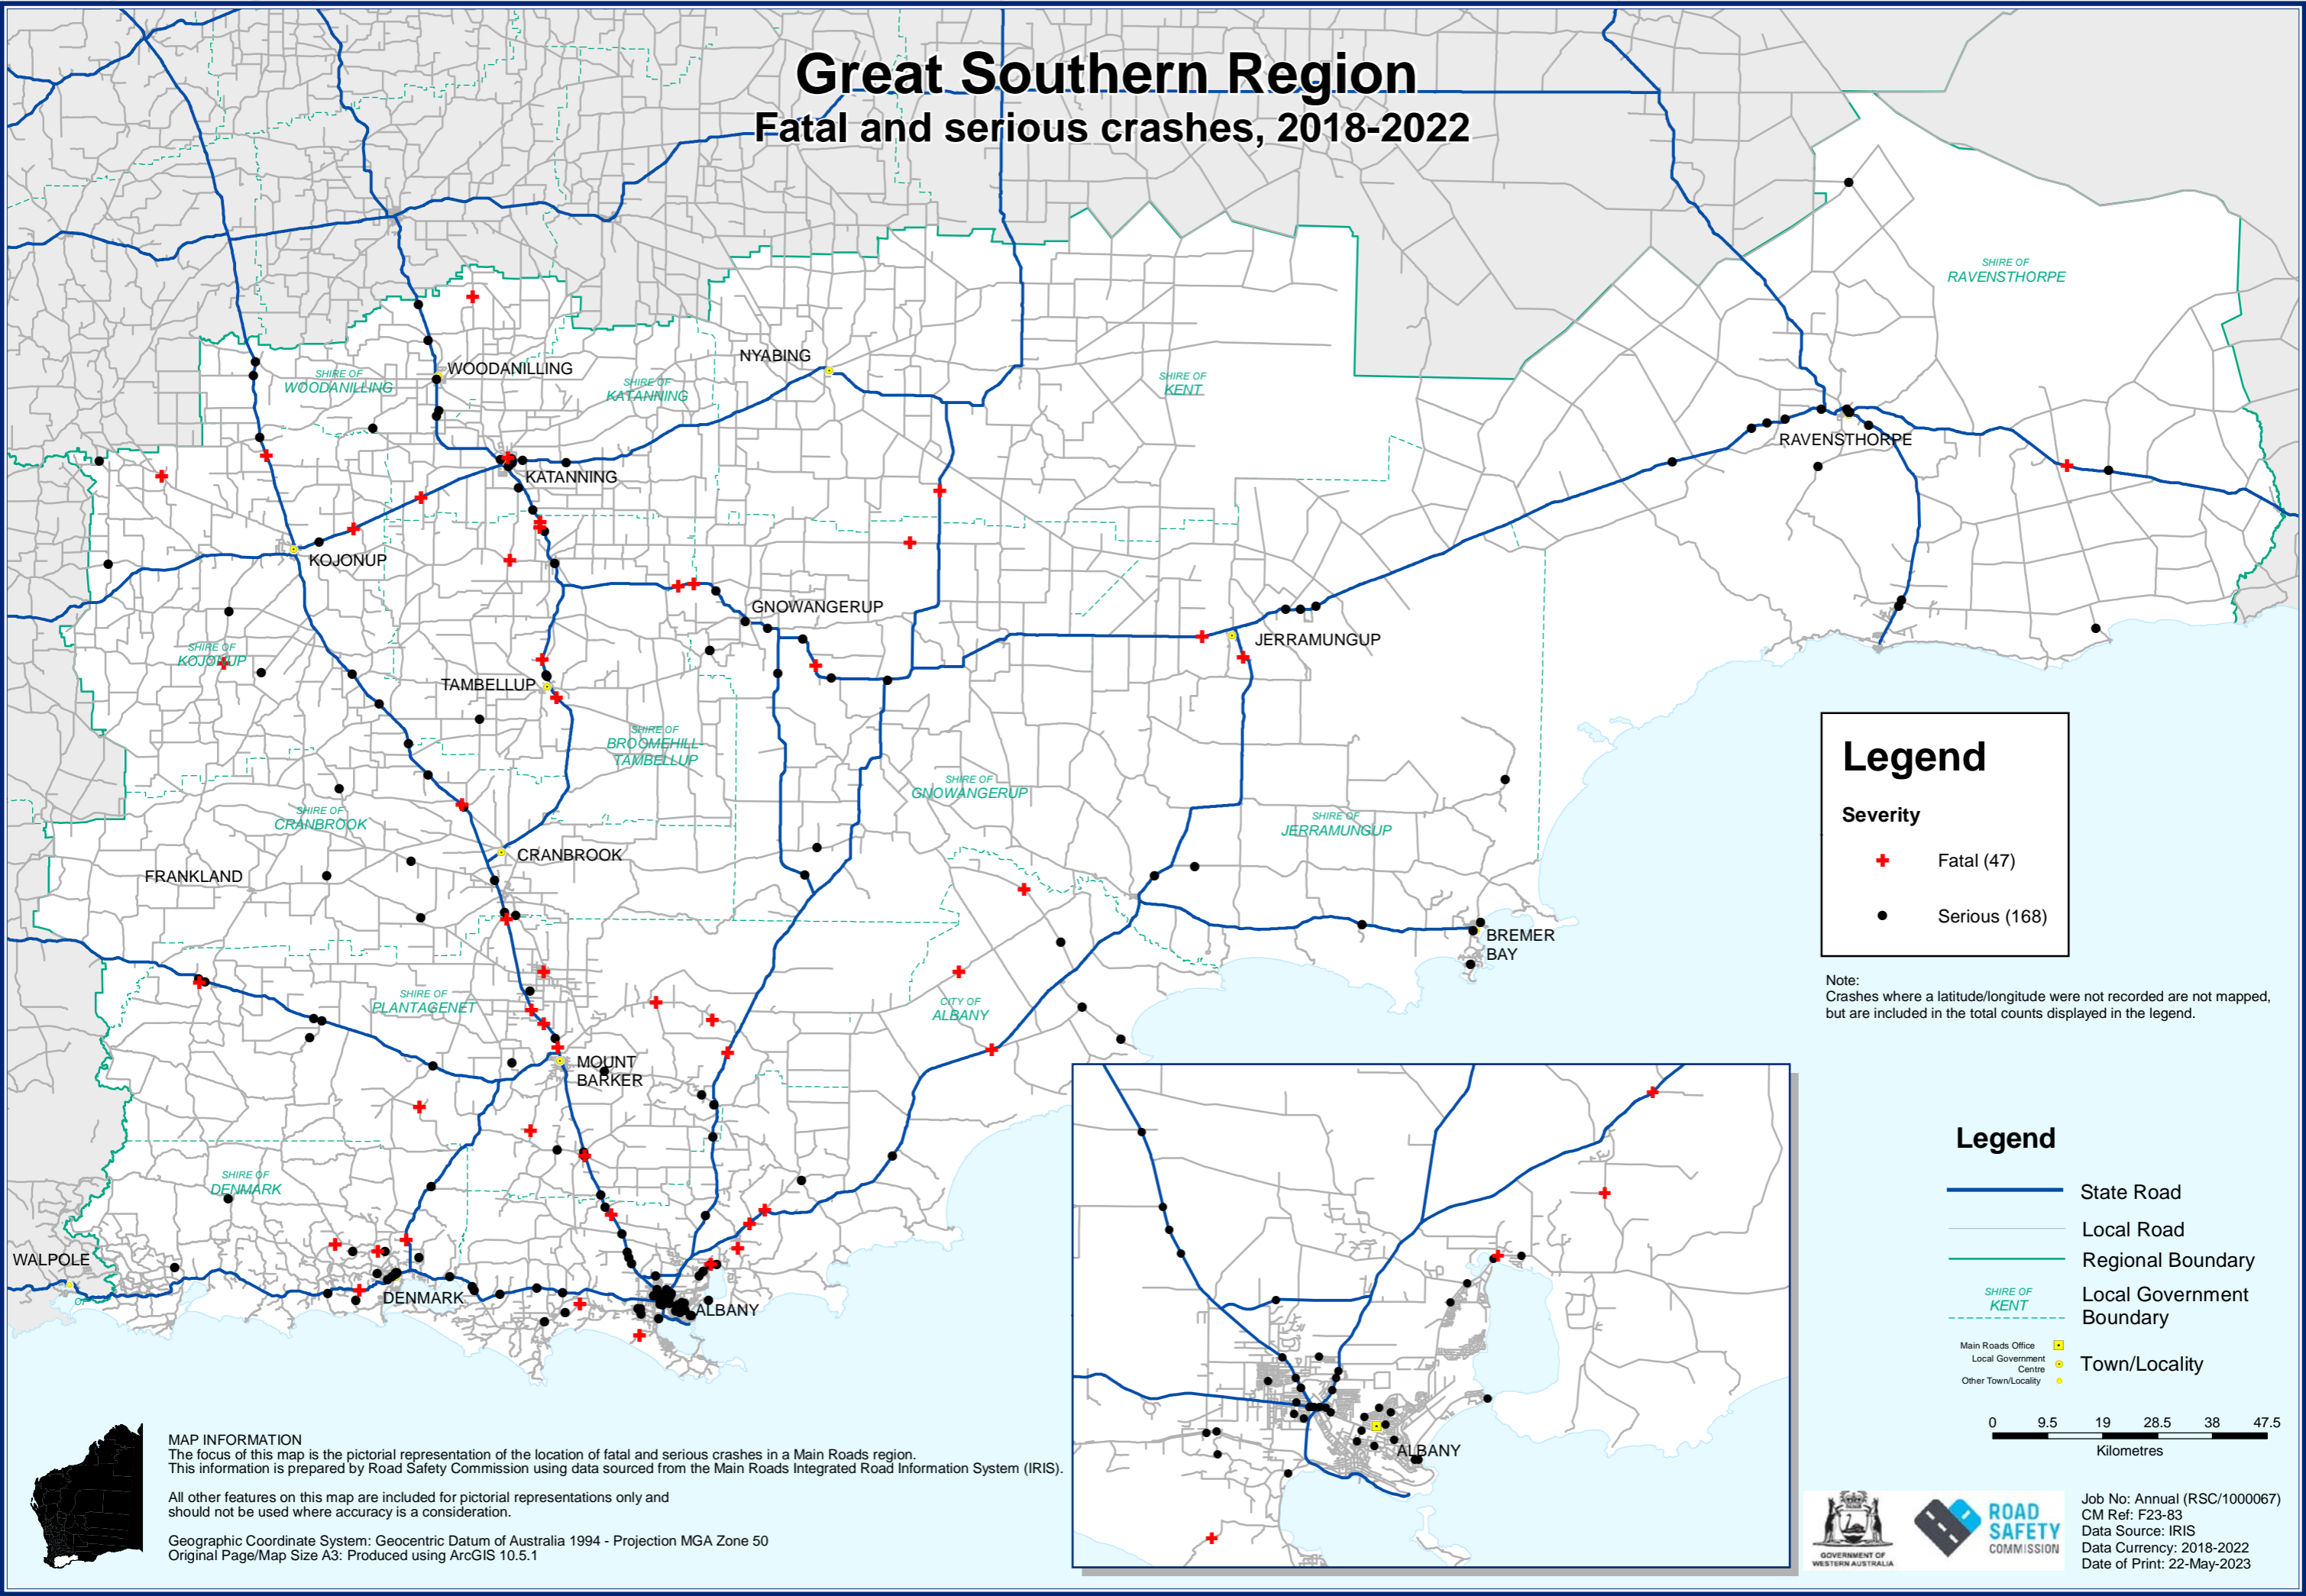 Great Southern Region
Fatal and serious crashes, 2018-2022
SHIRE OF
RAVENSTHORPE
NYABING
WOODANILLING
SHIRE OF
WOODANILLING
SHIRE OF
KATANNING
SHIRE OF
KENT
RAVENSTHORPE
KATANNING
KOJONUP
GNOWANGERUP
JERRAMUNGUP
SHIRE OF
KOJONUP
TAMBELLUP
SHIRE OF
BROOMEHILL-
TAMBELLUP
SHIRE OF
GNOWANGERUP
SHIRE OF
CRANBROOK
SHIRE OF
JERRAMUNGUP
CRANBROOK
FRANKLAND
BREMER
BAY
SHIRE OF
PLANTAGENET
CITY OF
ALBANY
MOUNT
BARKER
SHIRE OF
DENMARK
WALPOLE
DENMARK
ALBANY
ALBANY
Legend
Severity
Fatal (47)
Serious (168)
Note:
Crashes where a latitude/longitude were not recorded are not mapped,
but are included in the total counts displayed in the legend.
Legend
State Road
Local Road
Regional Boundary
SHIRE OF
KENT
Local Government
Boundary
Main Roads Office
Local Government
Centre
Other Town/Locality
Town/Locality
0 9.5 19 28.5 38 47.5
Kilometres
MAP INFORMATION
The focus of this map is the pictorial representation of the location of fatal and serious crashes in a Main Roads region.
This information is prepared by Road Safety Commission using data sourced from the Main Roads Integrated Road Information System (IRIS).
All other features on this map are included for pictorial representations only and
should not be used where accuracy is a consideration.
Geographic Coordinate System: Geocentric Datum of Australia 1994 - Projection MGA Zone 50
Original Page/Map Size A3: Produced using ArcGIS 10.5.1
GOVERNMENT OF
WESTERN AUSTRALIA
ROAD
SAFETY
COMMISSION
Job No: Annual (RSC/1000067)
CM Ref: F23-83
Data Source: IRIS
Data Currency: 2018-2022
Date of Print: 22-May-2023